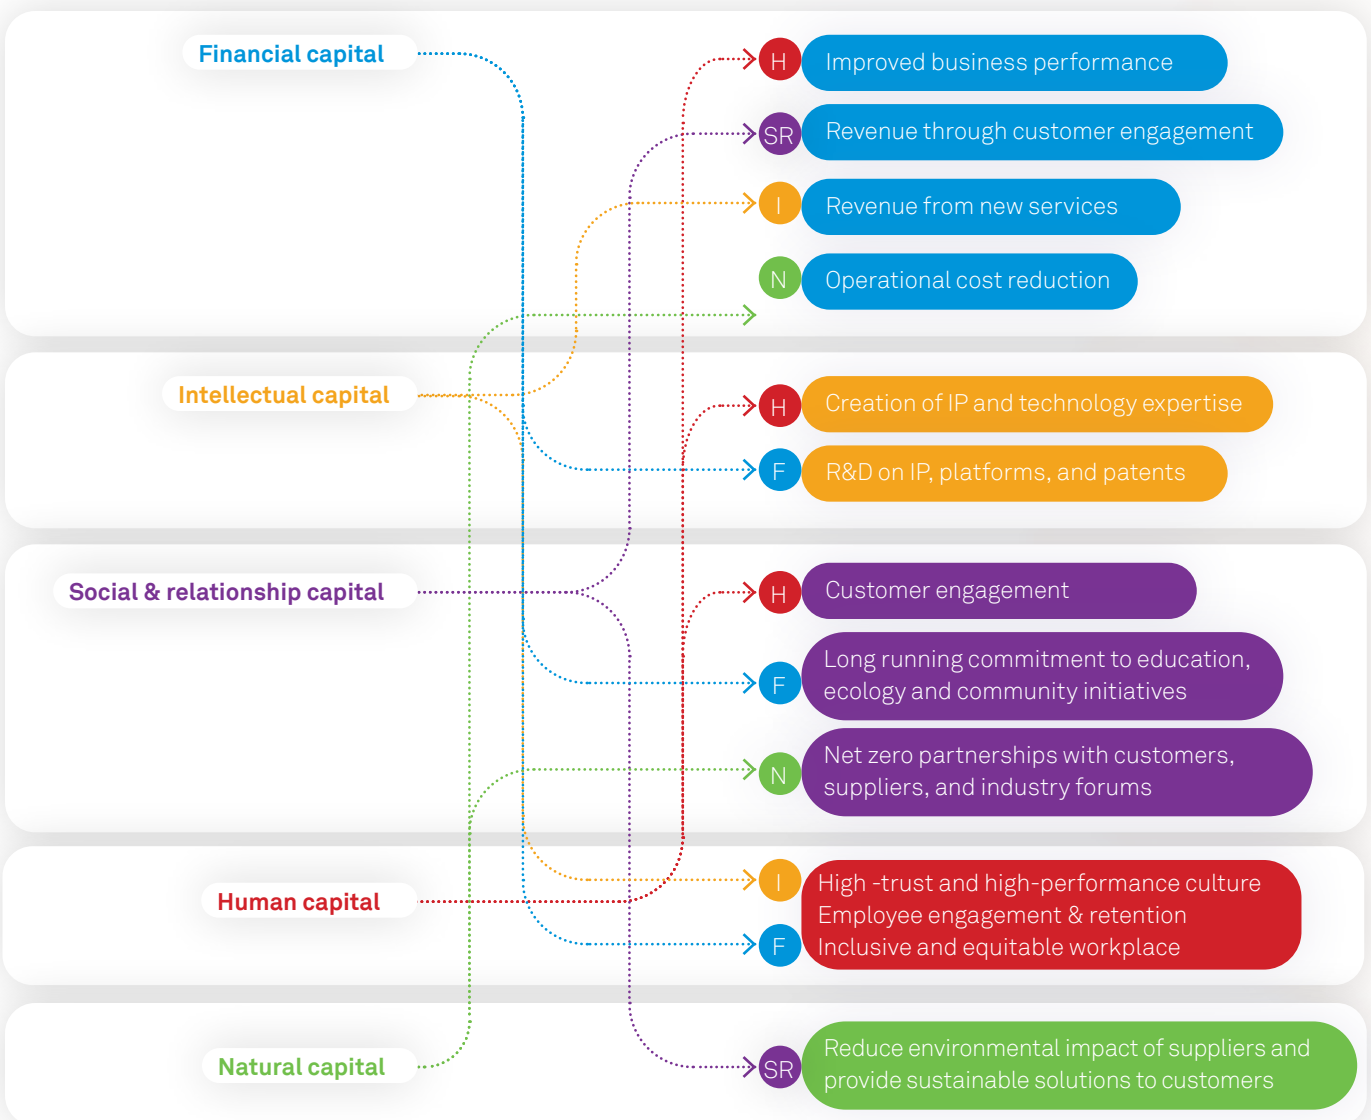 Financial capital
H
Improved business performance
SR
Revenue through customer engagement
I
Revenue from new services
N
Operational cost reduction
Intellectual capital
H
Creation of IP and technology expertise
F
R&D on IP, platforms, and patents
Social & relationship capital
H
Customer engagement
F
Long running commitment to education,
ecology and community initiatives
N
Net zero partnerships with customers,
suppliers, and industry forums
Human capital
I
High -trust and high-performance culture
Employee engagement & retention
F
Inclusive and equitable workplace
Natural capital
SR
Reduce environmental impact of suppliers and
provide sustainable solutions to customers